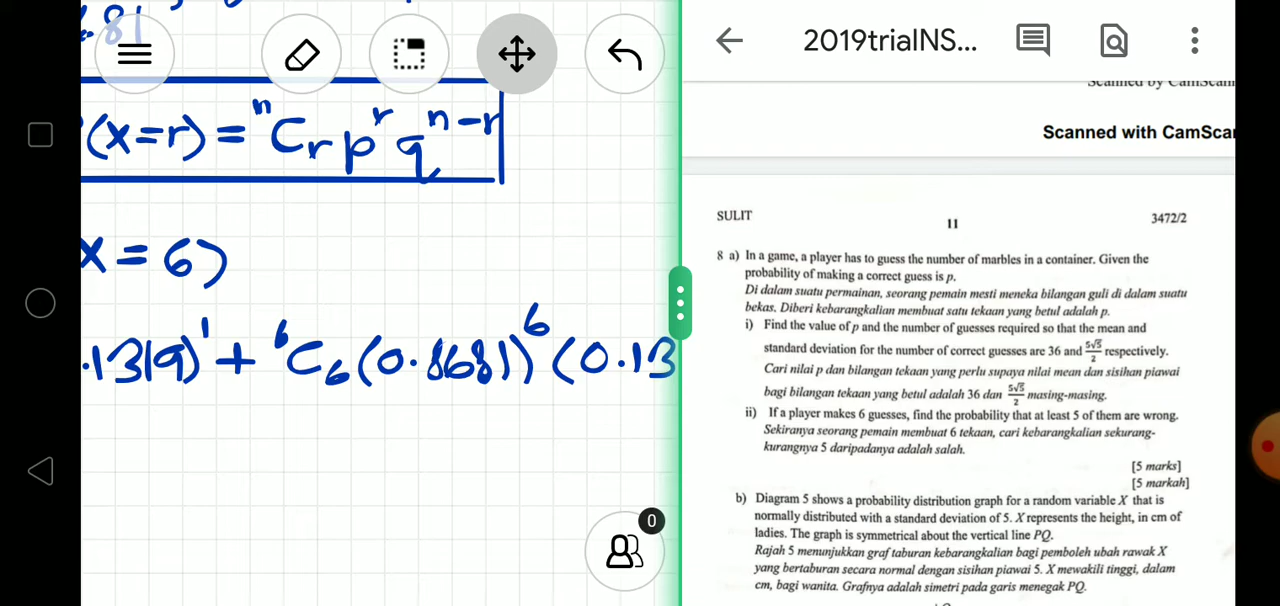 .81
(x=r) = ⁿCr pʳ qⁿ⁻ʳ
x = 6)
.1319)¹ + ⁶C₆(0.8681)⁶(0.13
0
2019trialNS...
Scanned by CamScann
Scanned with CamScar
SULIT
11
3472/2
8 a) In a game, a player has to guess the number of marbles in a container. Given the
probability of making a correct guess is p.
Di dalam suatu permainan, seorang pemain mesti meneka bilangan guli di dalam suatu
bekas. Diberi kebarangkalian membuat satu tekaan yang betul adalah p.
i) Find the value of p and the number of guesses required so that the mean and
standard deviation for the number of correct guesses are 36 and 5√5/2 respectively.
Cari nilai p dan bilangan tekaan yang perlu supaya nilai mean dan sisihan piawai
bagi bilangan tekaan yang betul adalah 36 dan 5√5/2 masing-masing.
ii) If a player makes 6 guesses, find the probability that at least 5 of them are wrong.
Sekiranya seorang pemain membuat 6 tekaan, cari kebarangkalian sekurang-
kurangnya 5 daripadanya adalah salah.
[5 marks]
[5 markah]
b) Diagram 5 shows a probability distribution graph for a random variable X that is
normally distributed with a standard deviation of 5. X represents the height, in cm of
ladies. The graph is symmetrical about the vertical line PQ.
Rajah 5 menunjukkan graf taburan kebarangkalian bagi pemboleh ubah rawak X
yang bertaburan secara normal dengan sisihan piawai 5. X mewakili tinggi, dalam
cm, bagi wanita. Grafnya adalah simetri pada garis menegak PQ.